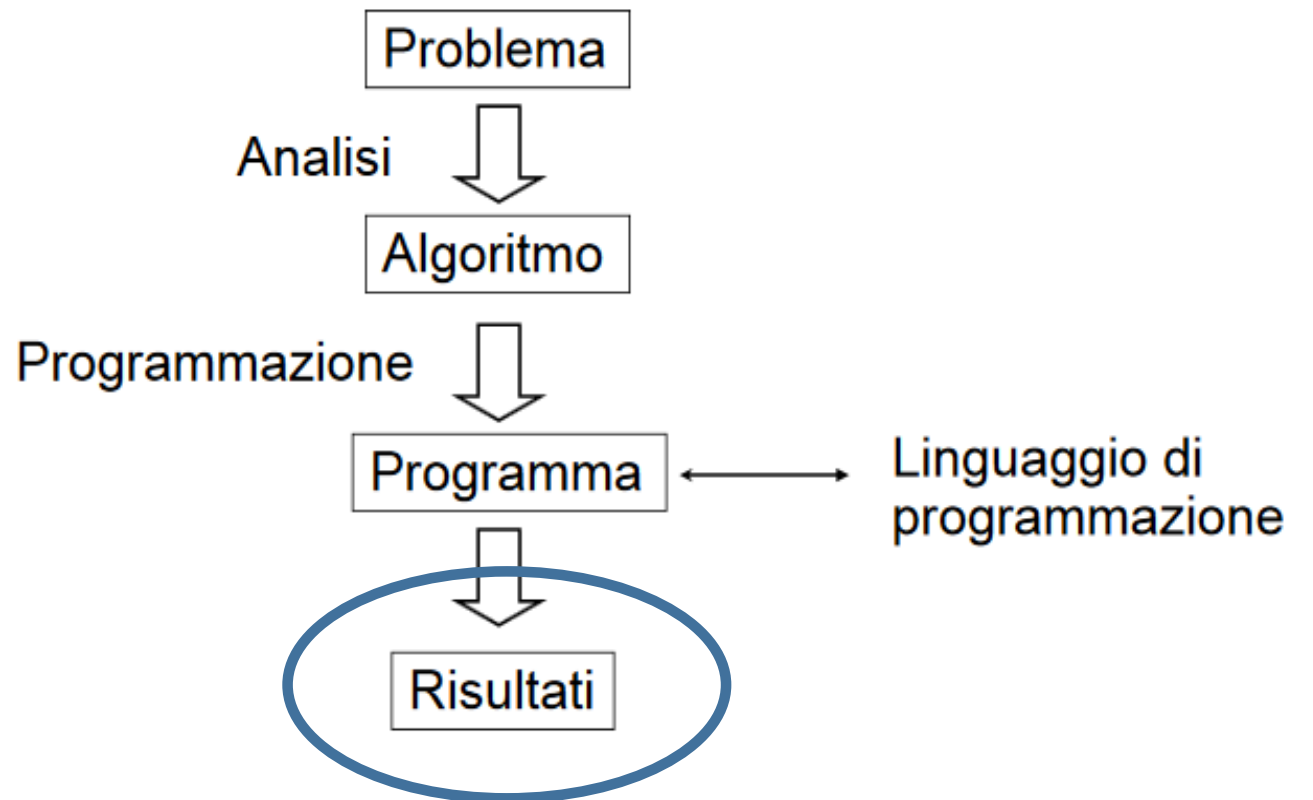 Problema
Analisi
Algoritmo
Programmazione
Programma
Linguaggio di
programmazione
Risultati